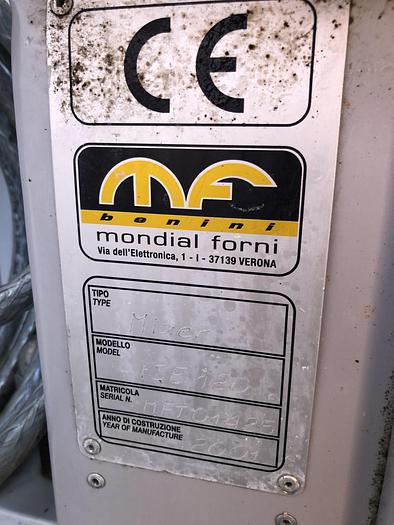 CE
MF
benini
mondial forni
Via dell'Elettronica, 1 - I - 37139 VERONA
TIPO
TYPE
Mixer
MODELLO
MODEL
MATRICOLA
SERIAL N.
ANNO DI COSTRUZIONE
YEAR OF MANUFACTURE
2001